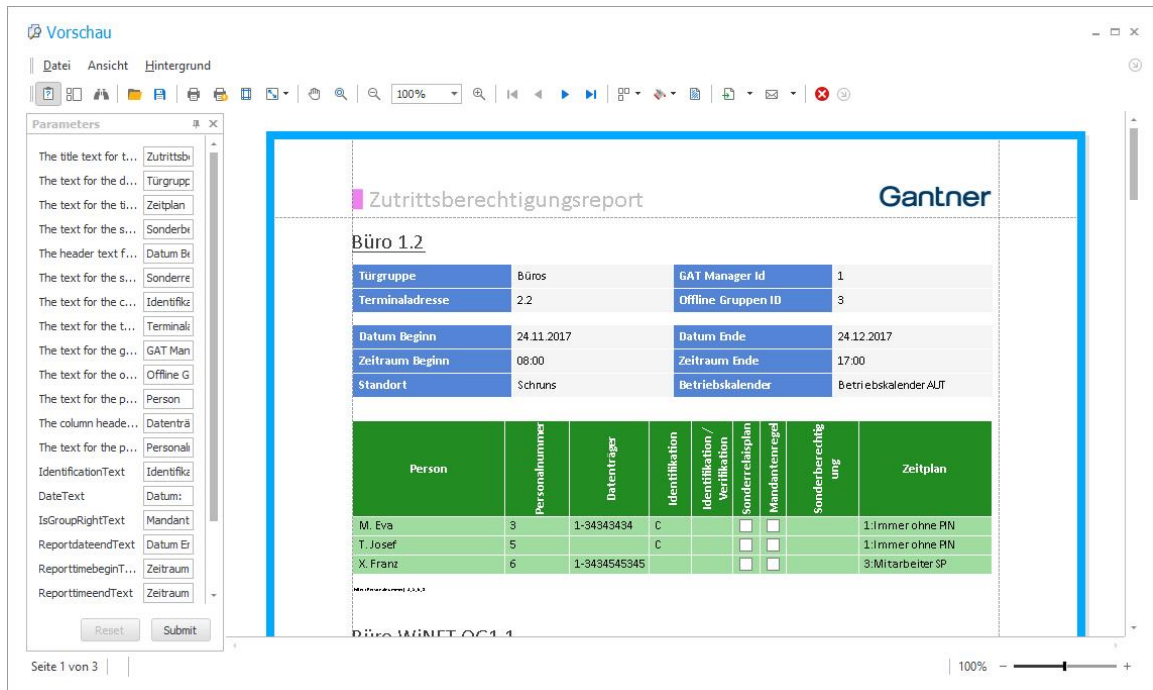 Vorschau
Datei Ansicht Hintergrund
100%
Parameters
The title text for t... Zutrittsb
The text for the d... Türgrupp
The text for the ti... Zeitplan
The text for the s... Sonderbe
The header text f... Datum Be
The text for the s... Sonderre
The text for the c... Identifika
The text for the t... Terminala
The text for the g... GAT Man
The text for the o... Offline G
The text for the p... Person
The column heade... Datenträ
The text for the p... Personal
IdentificationText Identifika
DateText Datum:
IsGroupRightText Mandant
ReportdateendText Datum Er
ReporttimebeginT... Zeitraum
ReporttimeendText Zeitraum
Reset Submit
Zutrittsberechtigungsreport Gantner
Büro 1.2
Türgruppe Büros GAT Manager Id 1
Terminaladresse 2.2 Offline Gruppen ID 3
Datum Beginn 24.11.2017 Datum Ende 24.12.2017
Zeitraum Beginn 08:00 Zeitraum Ende 17:00
Standort Schruns Betriebskalender Betriebskalender AUT
Person
Personalnummer
Datenträger
Identifikation
Identifikation /
Verifikation
Sonderrelaisplan
Mandantenregel
Sonderberechtig
ung
Zeitplan
M. Eva 3 1-34343434 C 1:Immer ohne PIN
T. Josef 5 C 1:Immer ohne PIN
X. Franz 6 1-3434545345 3:Mitarbeiter SP
Büro WiNET OG1.1
Seite 1 von 3 100%